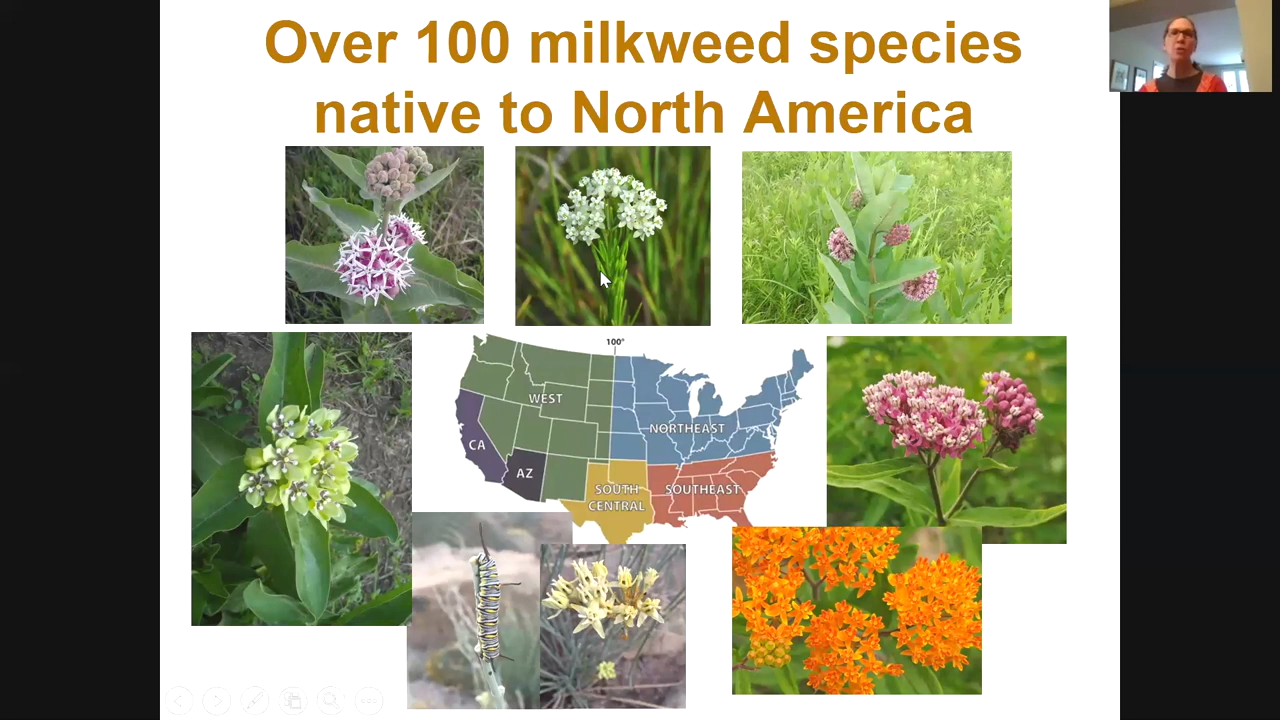 Over 100 milkweed species
native to North America
100°
WEST
NORTHEAST
CA
AZ
SOUTH
CENTRAL
SOUTHEAST